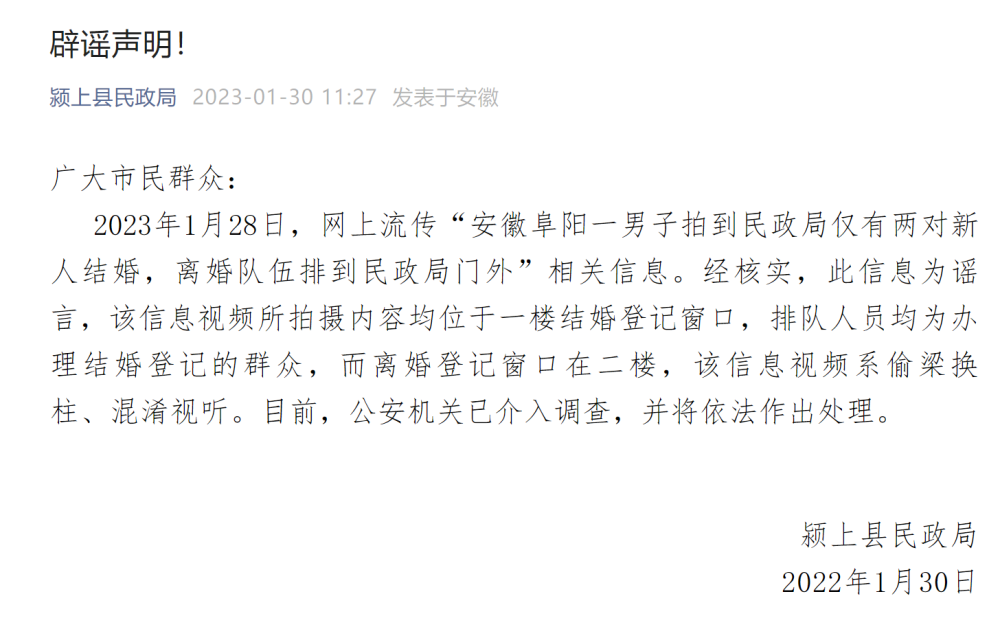 辟谣声明！
颍上县民政局 2023-01-30 11:27 发表于安徽
广大市民群众：
2023年1月28日，网上流传“安徽阜阳一男子拍到民政局仅有两对新
人结婚，离婚队伍排到民政局门外”相关信息。经核实，此信息为谣
言，该信息视频所拍摄内容均位于一楼结婚登记窗口，排队人员均为办
理结婚登记的群众，而离婚登记窗口在二楼，该信息视频系偷梁换
柱、混淆视听。目前，公安机关已介入调查，并将依法作出处理。
颍上县民政局
2022年1月30日